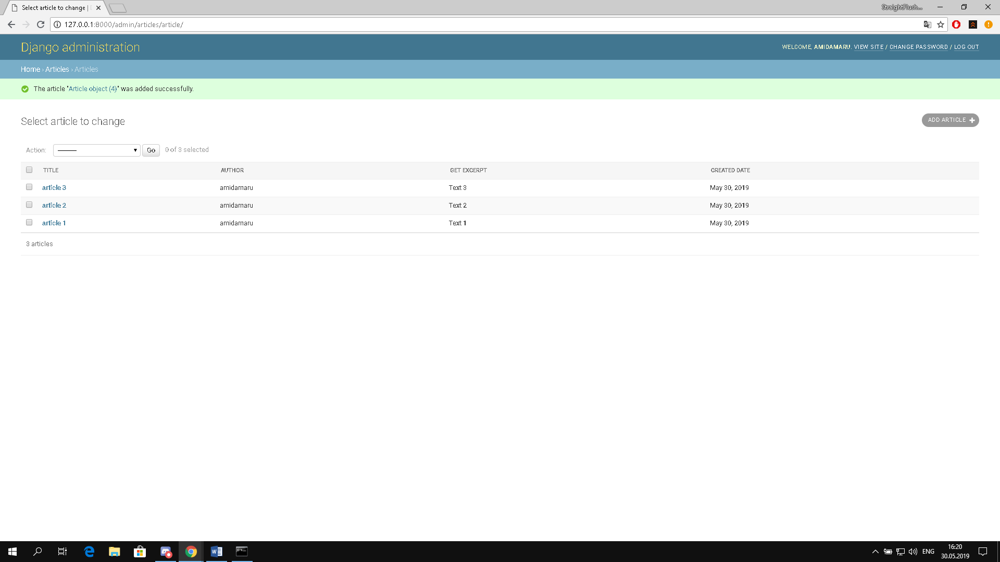 Select article to change |
StraightFlush...
127.0.0.1:8000/admin/articles/article/
Django administration
WELCOME, AMIDAMARU. VIEW SITE / CHANGE PASSWORD / LOG OUT
Home › Articles › Articles
The article "Article object (4)" was added successfully.
Select article to change
ADD ARTICLE +
Action: --------- Go 0 of 3 selected
TITLE AUTHOR GET EXCERPT CREATED DATE
article 3 amidamaru Text 3 May 30, 2019
article 2 amidamaru Text 2 May 30, 2019
article 1 amidamaru Text 1 May 30, 2019
3 articles
ENG
16:20
30.05.2019